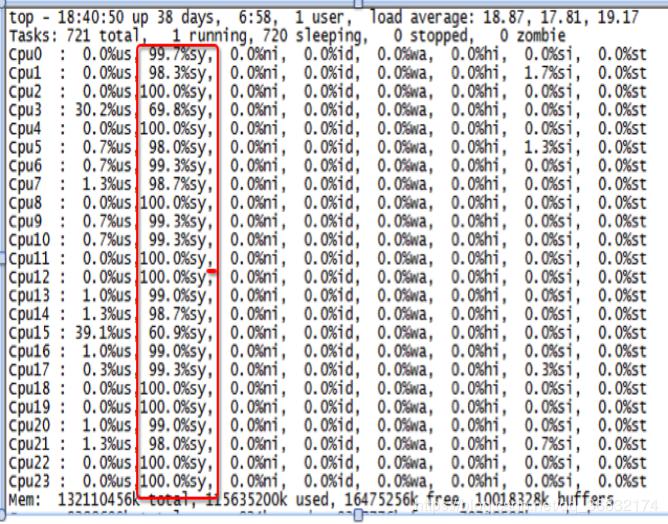 top - 18:40:50 up 38 days,  6:58,  1 user,  load average: 18.87, 17.81, 19.17
Tasks: 721 total,   1 running, 720 sleeping,   0 stopped,   0 zombie
Cpu0  :  0.0%us, 99.7%sy,  0.0%ni,  0.0%id,  0.0%wa,  0.0%hi,  0.0%si,  0.0%st
Cpu1  :  0.0%us, 98.3%sy,  0.0%ni,  0.0%id,  0.0%wa,  0.0%hi,  1.7%si,  0.0%st
Cpu2  :  0.0%us,100.0%sy,  0.0%ni,  0.0%id,  0.0%wa,  0.0%hi,  0.0%si,  0.0%st
Cpu3  : 30.2%us, 69.8%sy,  0.0%ni,  0.0%id,  0.0%wa,  0.0%hi,  0.0%si,  0.0%st
Cpu4  :  0.0%us,100.0%sy,  0.0%ni,  0.0%id,  0.0%wa,  0.0%hi,  0.0%si,  0.0%st
Cpu5  :  0.7%us, 98.0%sy,  0.0%ni,  0.0%id,  0.0%wa,  0.0%hi,  1.3%si,  0.0%st
Cpu6  :  0.7%us, 99.3%sy,  0.0%ni,  0.0%id,  0.0%wa,  0.0%hi,  0.0%si,  0.0%st
Cpu7  :  1.3%us, 98.7%sy,  0.0%ni,  0.0%id,  0.0%wa,  0.0%hi,  0.0%si,  0.0%st
Cpu8  :  0.0%us,100.0%sy,  0.0%ni,  0.0%id,  0.0%wa,  0.0%hi,  0.0%si,  0.0%st
Cpu9  :  0.7%us, 99.3%sy,  0.0%ni,  0.0%id,  0.0%wa,  0.0%hi,  0.0%si,  0.0%st
Cpu10 :  0.7%us, 99.3%sy,  0.0%ni,  0.0%id,  0.0%wa,  0.0%hi,  0.0%si,  0.0%st
Cpu11 :  0.0%us,100.0%sy,  0.0%ni,  0.0%id,  0.0%wa,  0.0%hi,  0.0%si,  0.0%st
Cpu12 :  0.0%us,100.0%sy,  0.0%ni,  0.0%id,  0.0%wa,  0.0%hi,  0.0%si,  0.0%st
Cpu13 :  1.0%us, 99.0%sy,  0.0%ni,  0.0%id,  0.0%wa,  0.0%hi,  0.0%si,  0.0%st
Cpu14 :  1.3%us, 98.7%sy,  0.0%ni,  0.0%id,  0.0%wa,  0.0%hi,  0.0%si,  0.0%st
Cpu15 : 39.1%us, 60.9%sy,  0.0%ni,  0.0%id,  0.0%wa,  0.0%hi,  0.0%si,  0.0%st
Cpu16 :  1.0%us, 99.0%sy,  0.0%ni,  0.0%id,  0.0%wa,  0.0%hi,  0.0%si,  0.0%st
Cpu17 :  0.3%us, 99.3%sy,  0.0%ni,  0.0%id,  0.0%wa,  0.0%hi,  0.3%si,  0.0%st
Cpu18 :  0.0%us,100.0%sy,  0.0%ni,  0.0%id,  0.0%wa,  0.0%hi,  0.0%si,  0.0%st
Cpu19 :  0.0%us,100.0%sy,  0.0%ni,  0.0%id,  0.0%wa,  0.0%hi,  0.0%si,  0.0%st
Cpu20 :  1.0%us, 99.0%sy,  0.0%ni,  0.0%id,  0.0%wa,  0.0%hi,  0.0%si,  0.0%st
Cpu21 :  1.3%us, 98.0%sy,  0.0%ni,  0.0%id,  0.0%wa,  0.0%hi,  0.7%si,  0.0%st
Cpu22 :  0.0%us,100.0%sy,  0.0%ni,  0.0%id,  0.0%wa,  0.0%hi,  0.0%si,  0.0%st
Cpu23 :  0.0%us,100.0%sy,  0.0%ni,  0.0%id,  0.0%wa,  0.0%hi,  0.0%si,  0.0%st
Mem:  132110456k total, 115635200k used, 16475256k free, 10018328k buffers